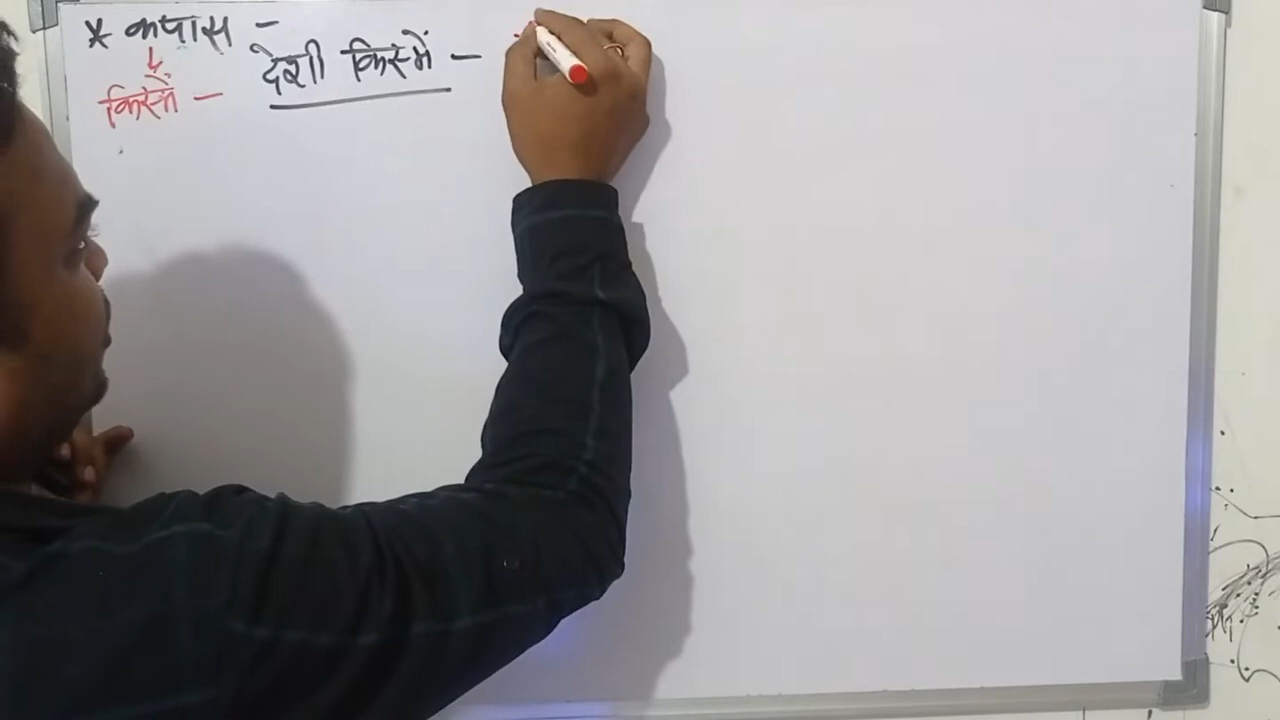 * कपास -
देशी किस्में -
किस्में -